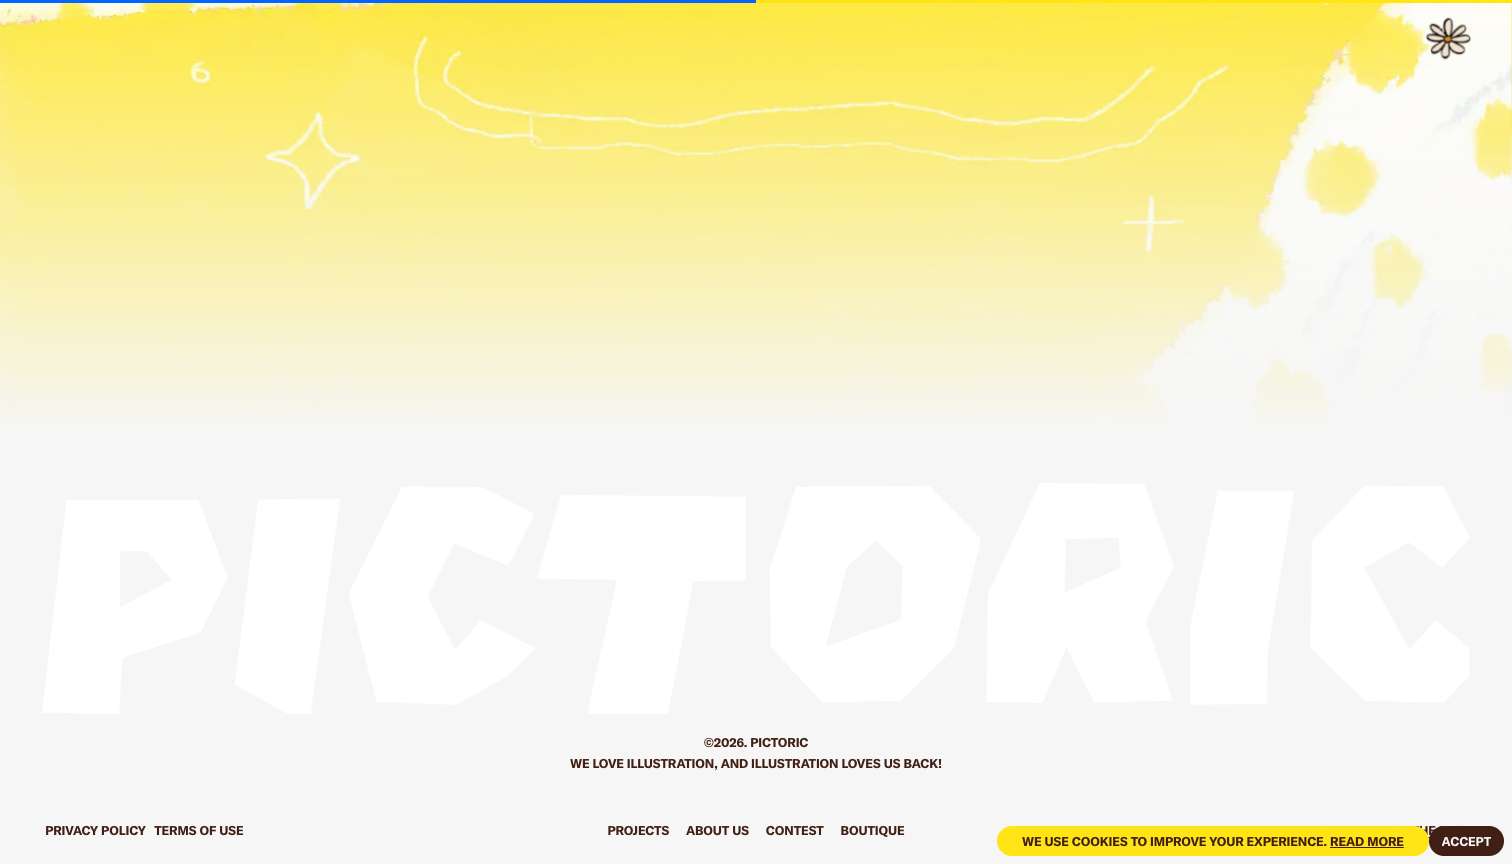 6
PICTORIC
©2026. PICTORIC
WE LOVE ILLUSTRATION, AND ILLUSTRATION LOVES US BACK!
PRIVACY POLICY TERMS OF USE
PROJECTS ABOUT US CONTEST BOUTIQUE
WE USE COOKIES TO IMPROVE YOUR EXPERIENCE. READ MORE
ACCEPT